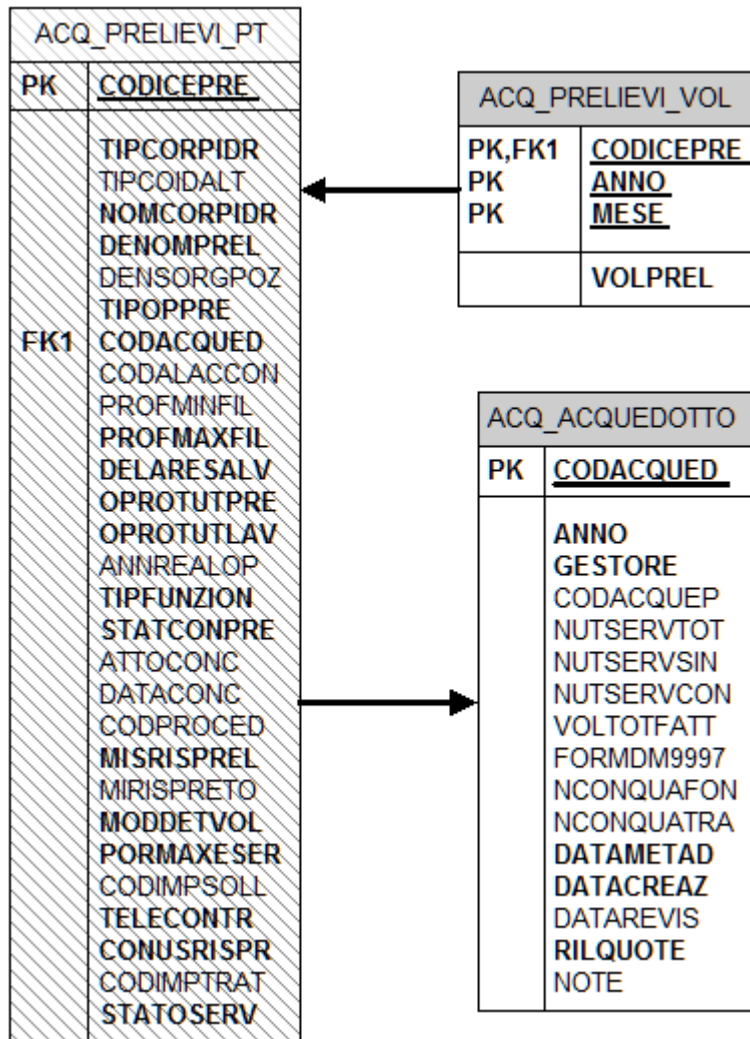 ACQ_PRELIEVI_PT
PK CODICEPRE
TIPCORPIDR
TIPCOIDALT
NOMCORPIDR
DENOMPREL
DENSORGPOZ
TIPOPPRE
FK1 CODACQUED
CODALACCON
PROFMINFIL
PROFMAXFIL
DELARESALV
OPROTUTPRE
OPROTUTLAV
ANNREALOP
TIPFUNZION
STATCONPRE
ATTOCONC
DATACONC
CODPROCED
MISRISPREL
MIRISPRETO
MODDETVOL
PORMAXESER
CODIMPSOLL
TELECONTR
CONUSRISPR
CODIMPTRAT
STATOSERV
ACQ_PRELIEVI_VOL
PK,FK1 CODICEPRE
PK ANNO
PK MESE
VOLPREL
ACQ_ACQUEDOTTO
PK CODACQUED
ANNO
GESTORE
CODACQUEP
NUTSERVTOT
NUTSERVSIN
NUTSERVCON
VOLTOTFATT
FORMDM9997
NCONQUAFON
NCONQUATRA
DATAMETAD
DATACREAZ
DATAREVIS
RILQUOTE
NOTE